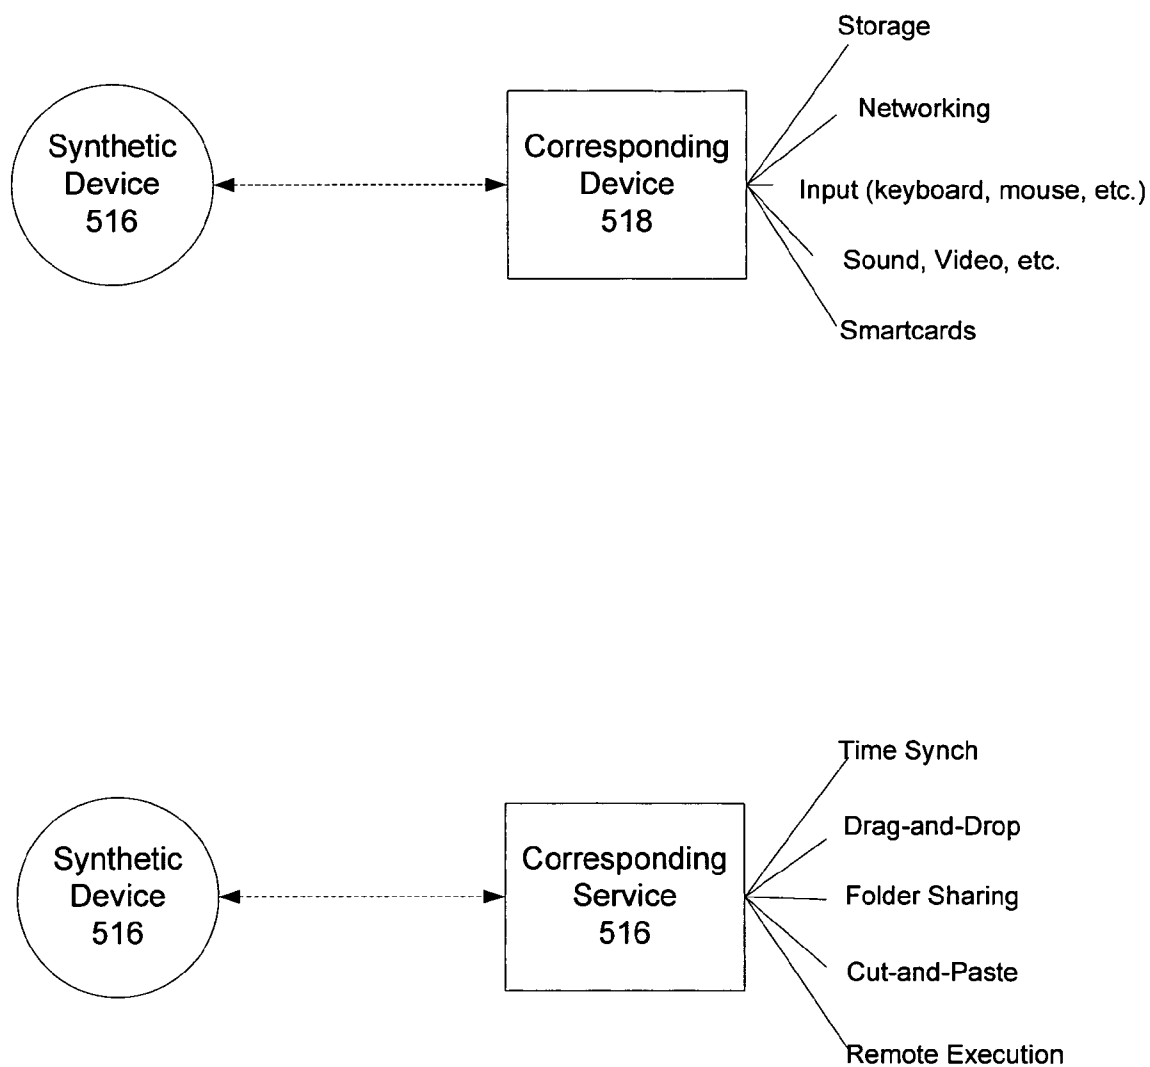 Storage
Networking
Synthetic
Device
516
Corresponding
Device
518
Input (keyboard, mouse, etc.)
Sound, Video, etc.
Smartcards
Time Synch
Drag-and-Drop
Synthetic
Device
516
Corresponding
Service
516
Folder Sharing
Cut-and-Paste
Remote Execution